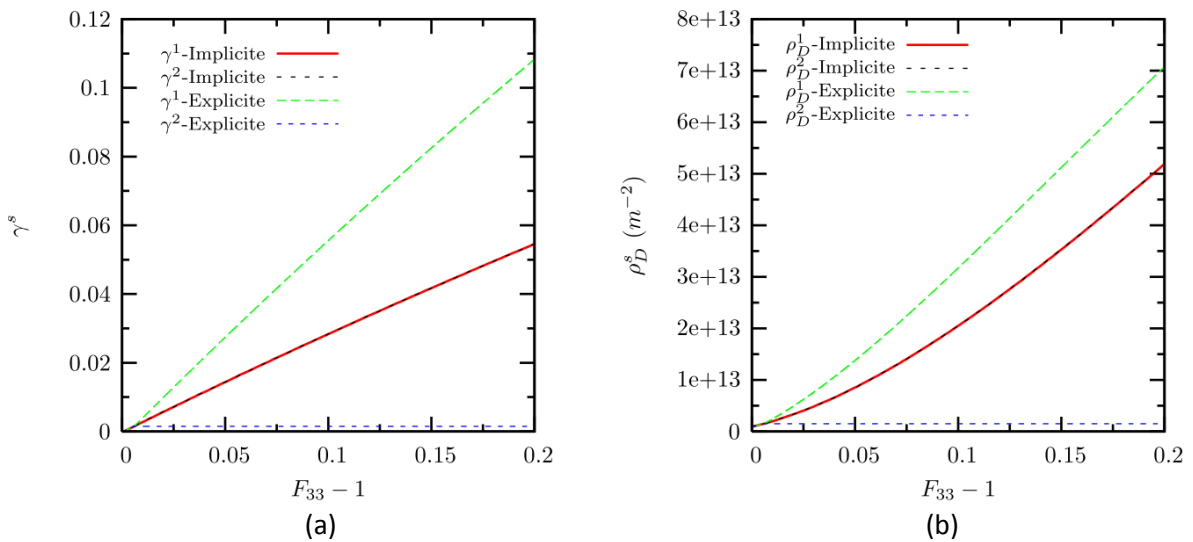 0.12
0.1
0.08
0.06
0.04
0.02
0
γ^s
γ^1-Implicite
γ^2-Implicite
γ^1-Explicite
γ^2-Explicite
0 0.05 0.1 0.15 0.2
F_33 − 1
(a)
8e+13
7e+13
6e+13
5e+13
4e+13
3e+13
2e+13
1e+13
0
ρ_D^s (m^−2)
ρ_D^1-Implicite
ρ_D^2-Implicite
ρ_D^1-Explicite
ρ_D^2-Explicite
0 0.05 0.1 0.15 0.2
F_33 − 1
(b)